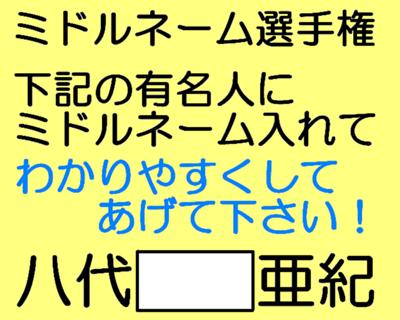 ミドルネーム選手権
下記の有名人に
ミドルネーム入れて
わかりやすくして
あげて下さい！
八代 亜紀